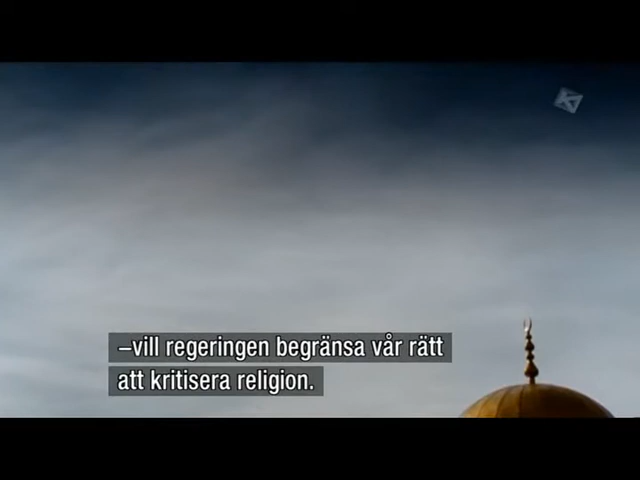 –vill regeringen begränsa vår rätt
att kritisera religion.